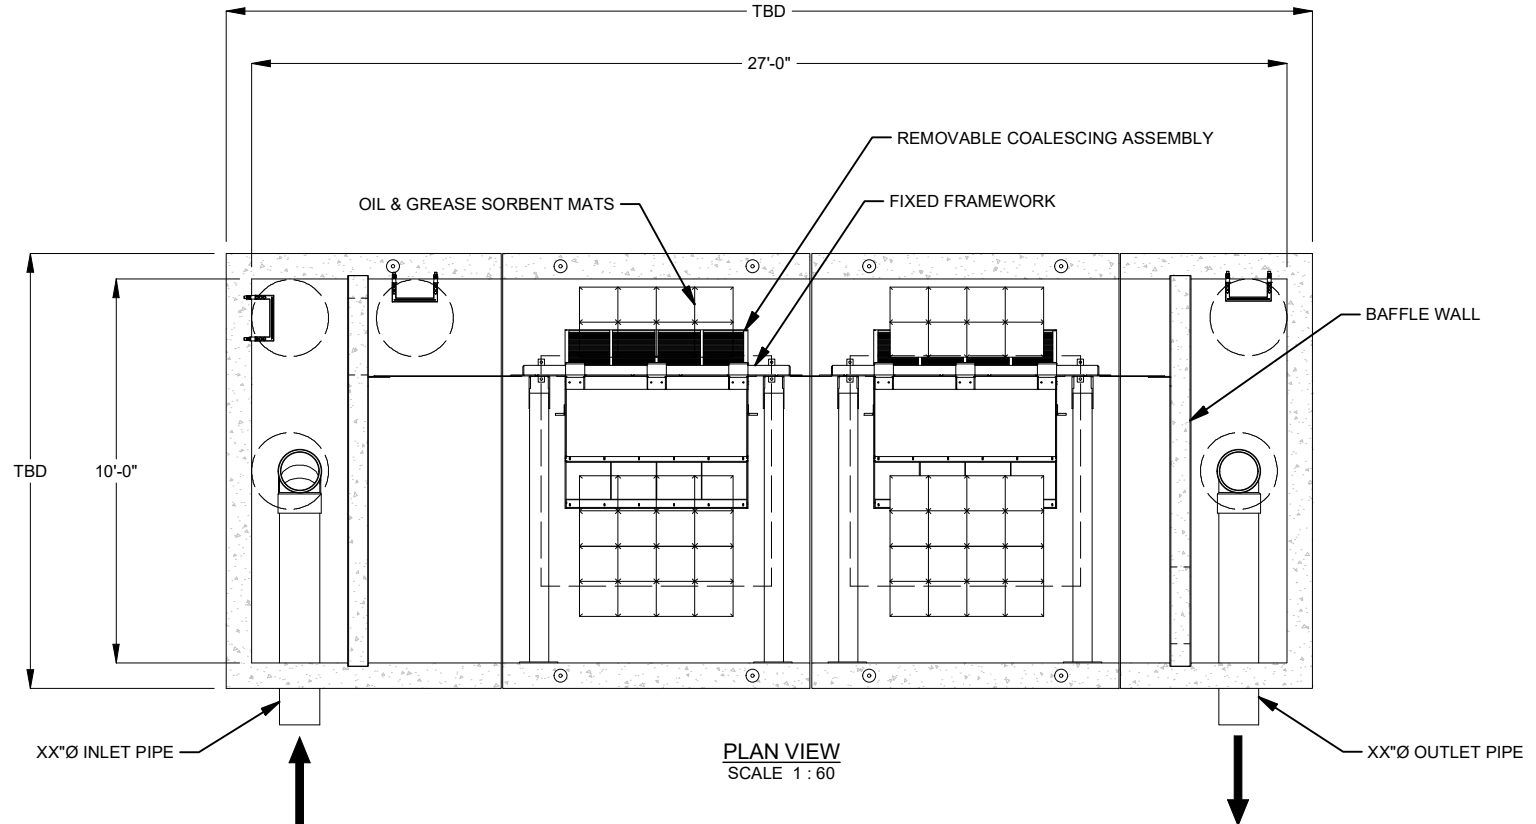 TBD
27'-0"
REMOVABLE COALESCING ASSEMBLY
OIL & GREASE SORBENT MATS
FIXED FRAMEWORK
BAFFLE WALL
TBD
10'-0"
XX"Ø INLET PIPE
PLAN VIEW
SCALE 1 : 60
XX"Ø OUTLET PIPE